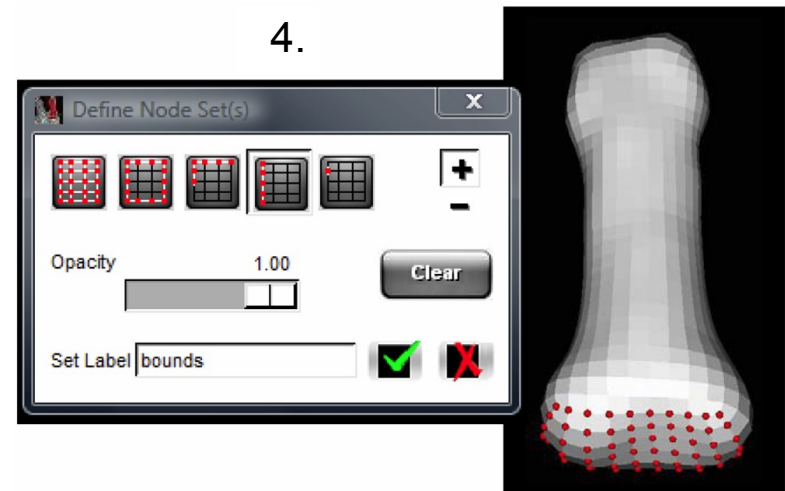 4.
Define Node Set(s)
X
+
-
Opacity 1.00
Clear
Set Label bounds